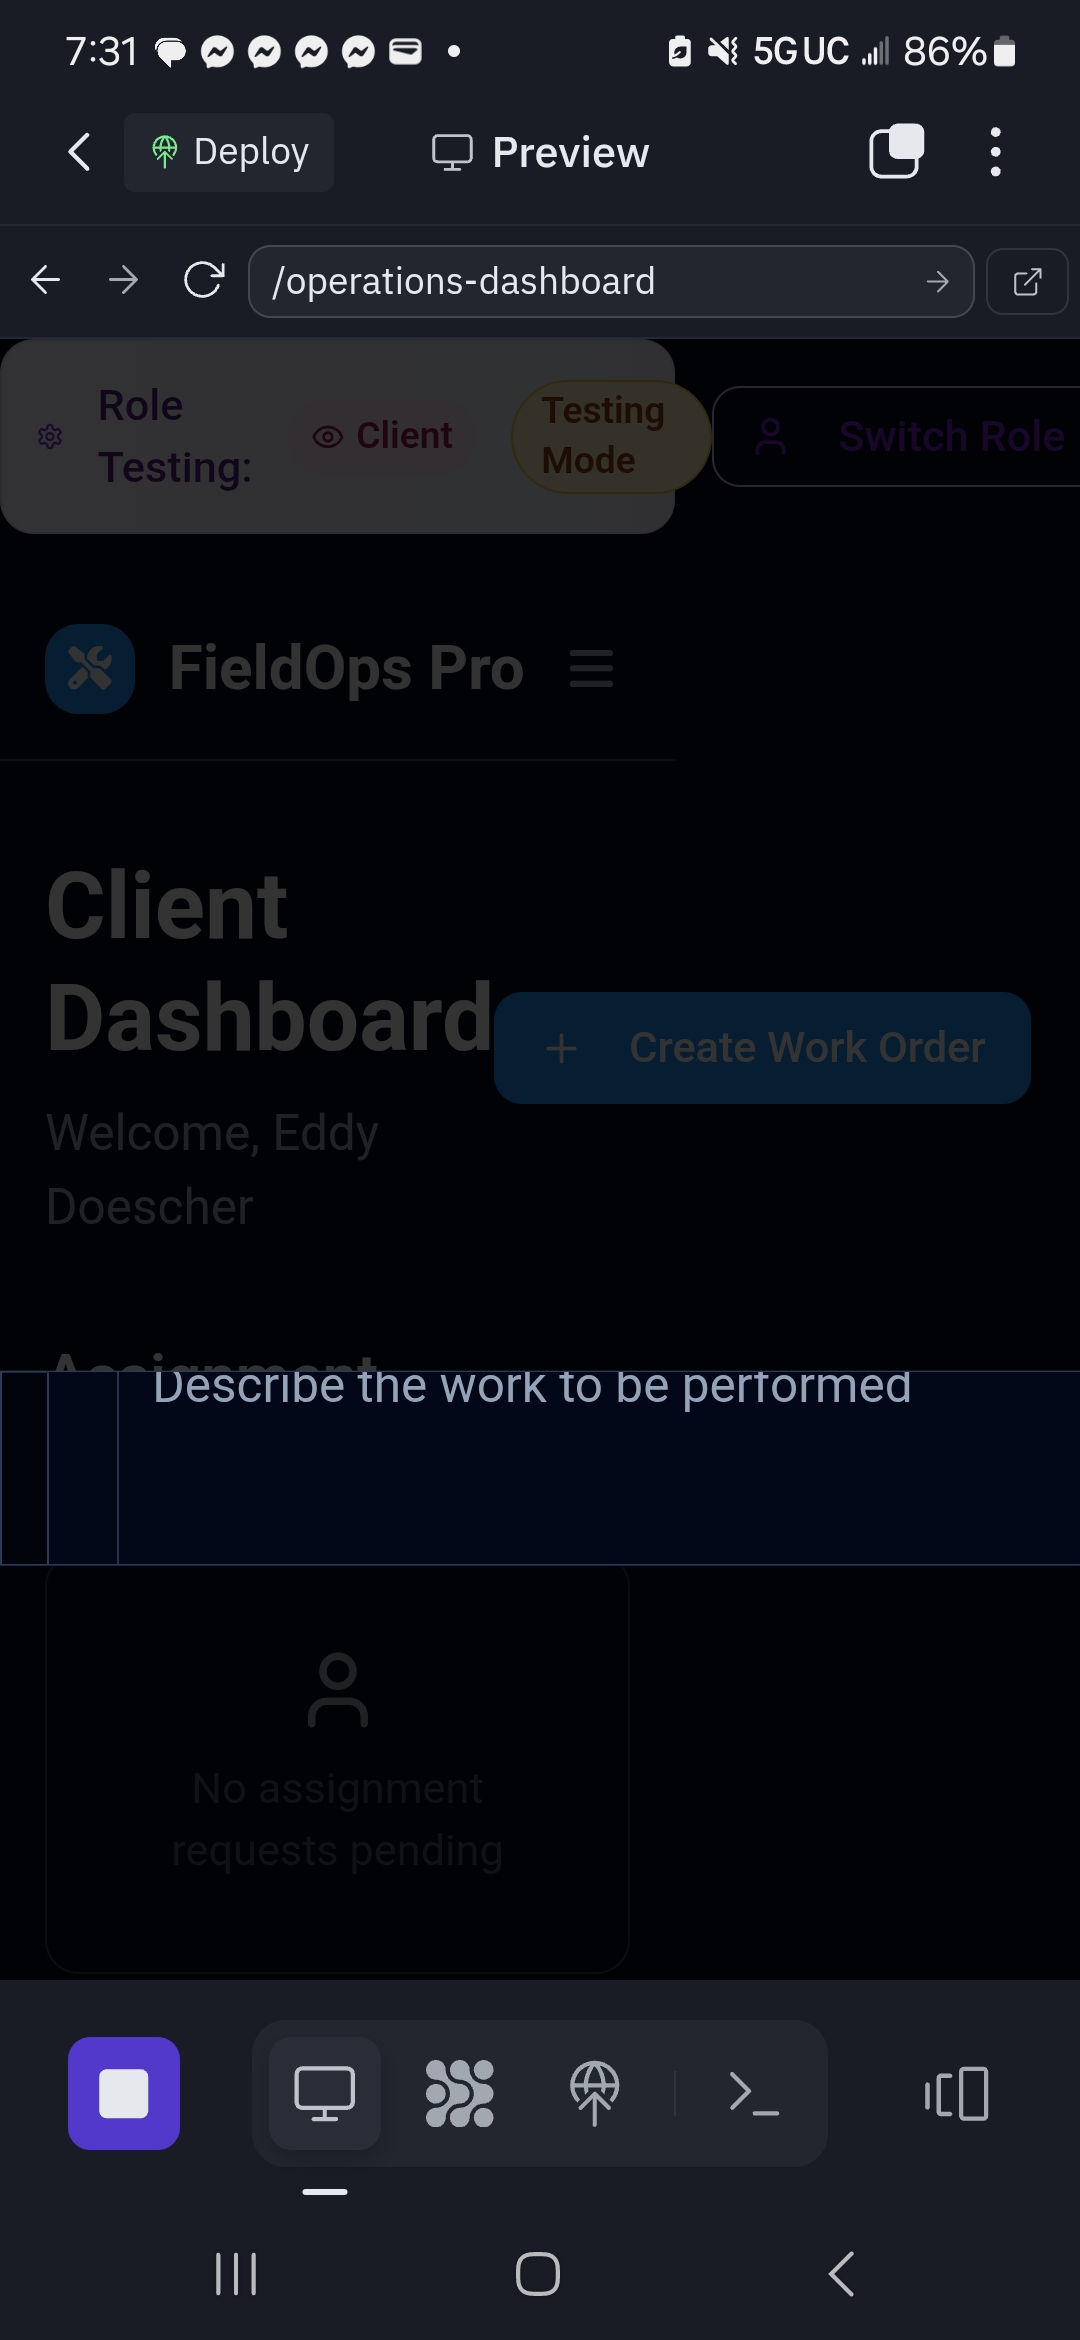 7:31 5G UC 86%
Deploy Preview
/operations-dashboard
Role Testing: Client Testing Mode Switch Role
FieldOps Pro
Client
Dashboard
Create Work Order
Welcome, Eddy
Doescher
Assignment
Describe the work to be performed
No assignment
requests pending